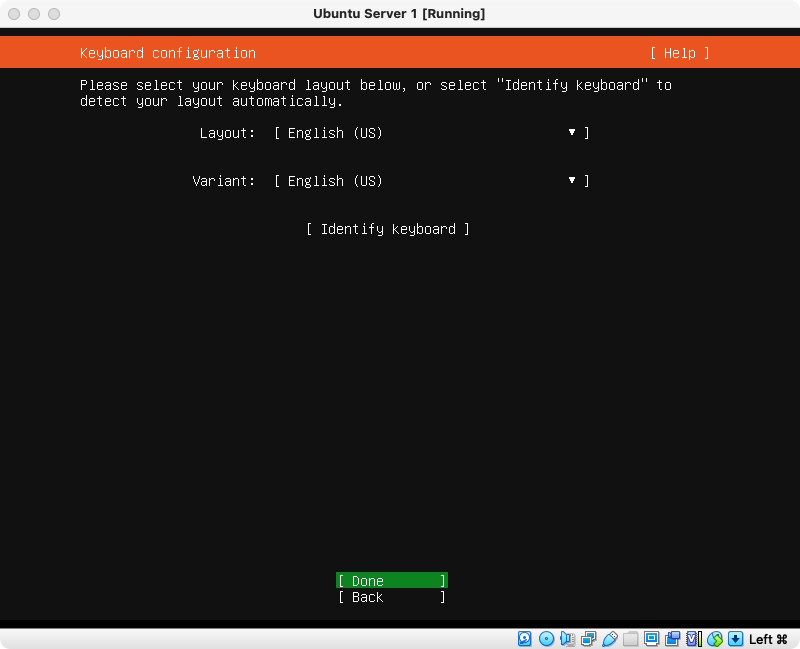 Ubuntu Server 1 [Running]
Keyboard configuration [ Help ]
Please select your keyboard layout below, or select "Identify keyboard" to
detect your layout automatically.
Layout: [ English (US) ▾ ]
Variant: [ English (US) ▾ ]
[ Identify keyboard ]
[ Done ]
[ Back ]
Left ⌘